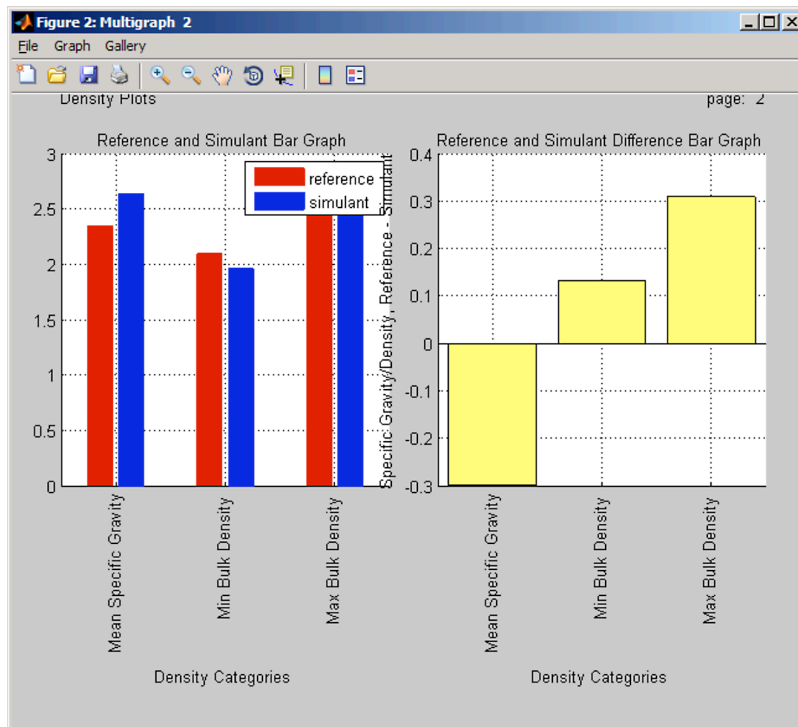 Figure 2: Multigraph 2
File Graph Gallery
Density Plots
page: 2
Reference and Simulant Bar Graph
3
2.5
2
1.5
1
0.5
0
reference
simulant
Mean Specific Gravity
Min Bulk Density
Max Bulk Density
Density Categories
Reference and Simulant Difference Bar Graph
Specific Gravity/Density, Reference - Simulant
0.4
0.3
0.2
0.1
0
-0.1
-0.2
-0.3
Mean Specific Gravity
Min Bulk Density
Max Bulk Density
Density Categories